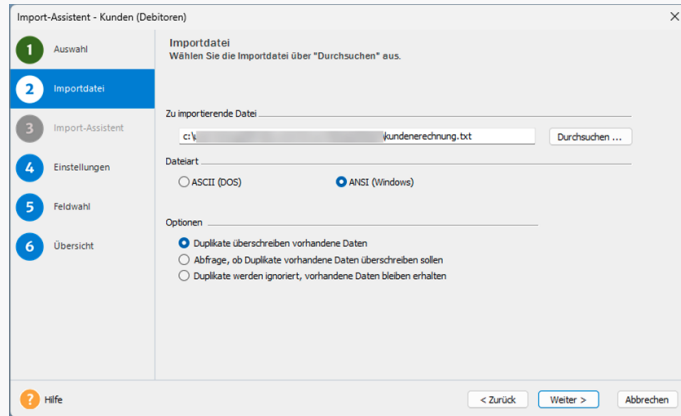 Import-Assistent - Kunden (Debitoren)
1 Auswahl
2 Importdatei
3 Import-Assistent
4 Einstellungen
5 Feldwahl
6 Übersicht
Importdatei
Wählen Sie die Importdatei über "Durchsuchen" aus.
Zu importierende Datei
c:\ \kundenerechnung.txt
Durchsuchen ...
Dateiart
ASCII (DOS)
ANSI (Windows)
Optionen
Duplikate überschreiben vorhandene Daten
Abfrage, ob Duplikate vorhandene Daten überschreiben sollen
Duplikate werden ignoriert, vorhandene Daten bleiben erhalten
? Hilfe
< Zurück
Weiter >
Abbrechen